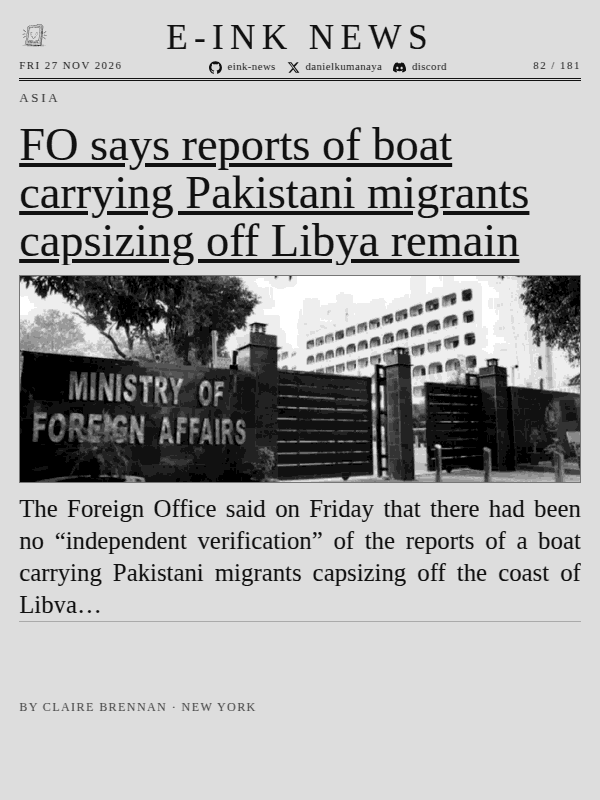 E-INK NEWS
FRI 27 NOV 2026
eink-news danielkumanaya discord
82 / 181
ASIA
FO says reports of boat
carrying Pakistani migrants
capsizing off Libya remain
MINISTRY OF
FOREIGN AFFAIRS
The Foreign Office said on Friday that there had been
no “independent verification” of the reports of a boat
carrying Pakistani migrants capsizing off the coast of
Libva…
BY CLAIRE BRENNAN · NEW YORK